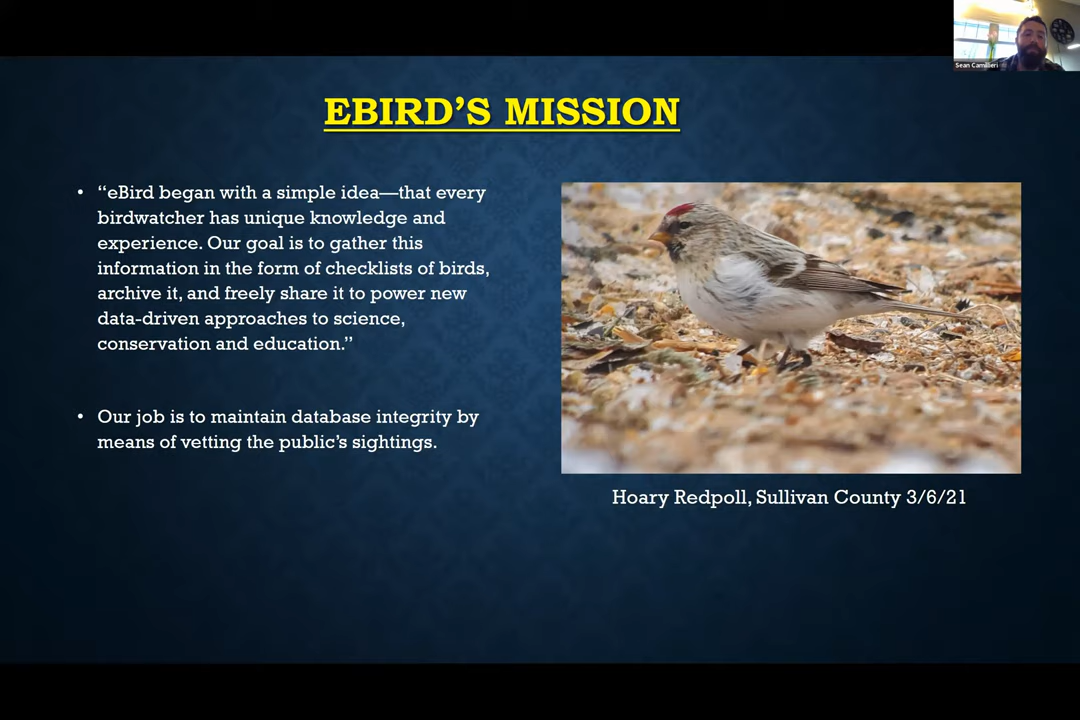 Sean Camilleri
EBIRD’S MISSION
• “eBird began with a simple idea—that every
birdwatcher has unique knowledge and
experience. Our goal is to gather this
information in the form of checklists of birds,
archive it, and freely share it to power new
data-driven approaches to science,
conservation and education.”
• Our job is to maintain database integrity by
means of vetting the public’s sightings.
Hoary Redpoll, Sullivan County 3/6/21